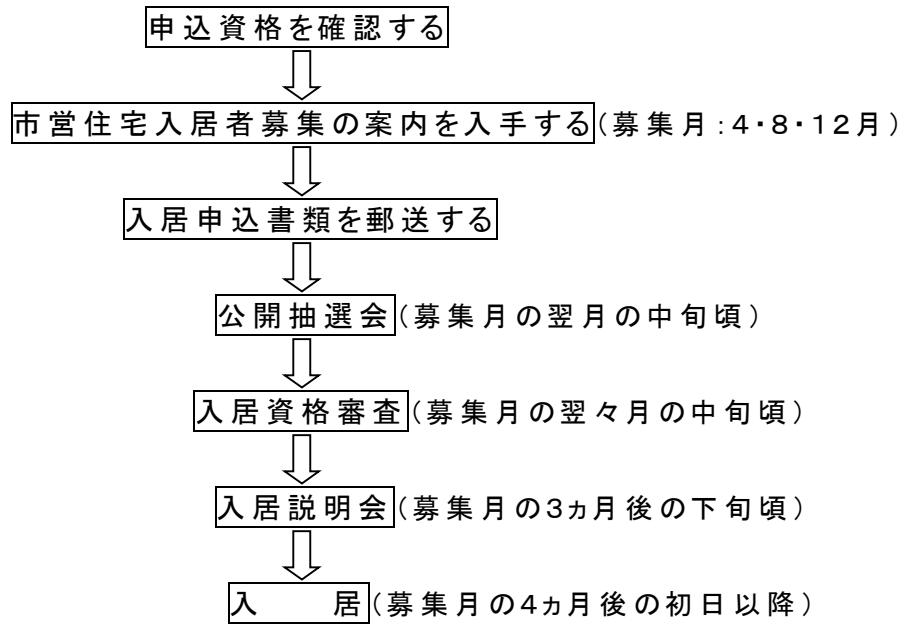 申込資格を確認する
市営住宅入居者募集の案内を入手する(募集月:4・8・12月)
入居申込書類を郵送する
公開抽選会(募集月の翌月の中旬頃)
入居資格審査(募集月の翌々月の中旬頃)
入居説明会(募集月の3ヵ月後の下旬頃)
入　居(募集月の4ヵ月後の初日以降)